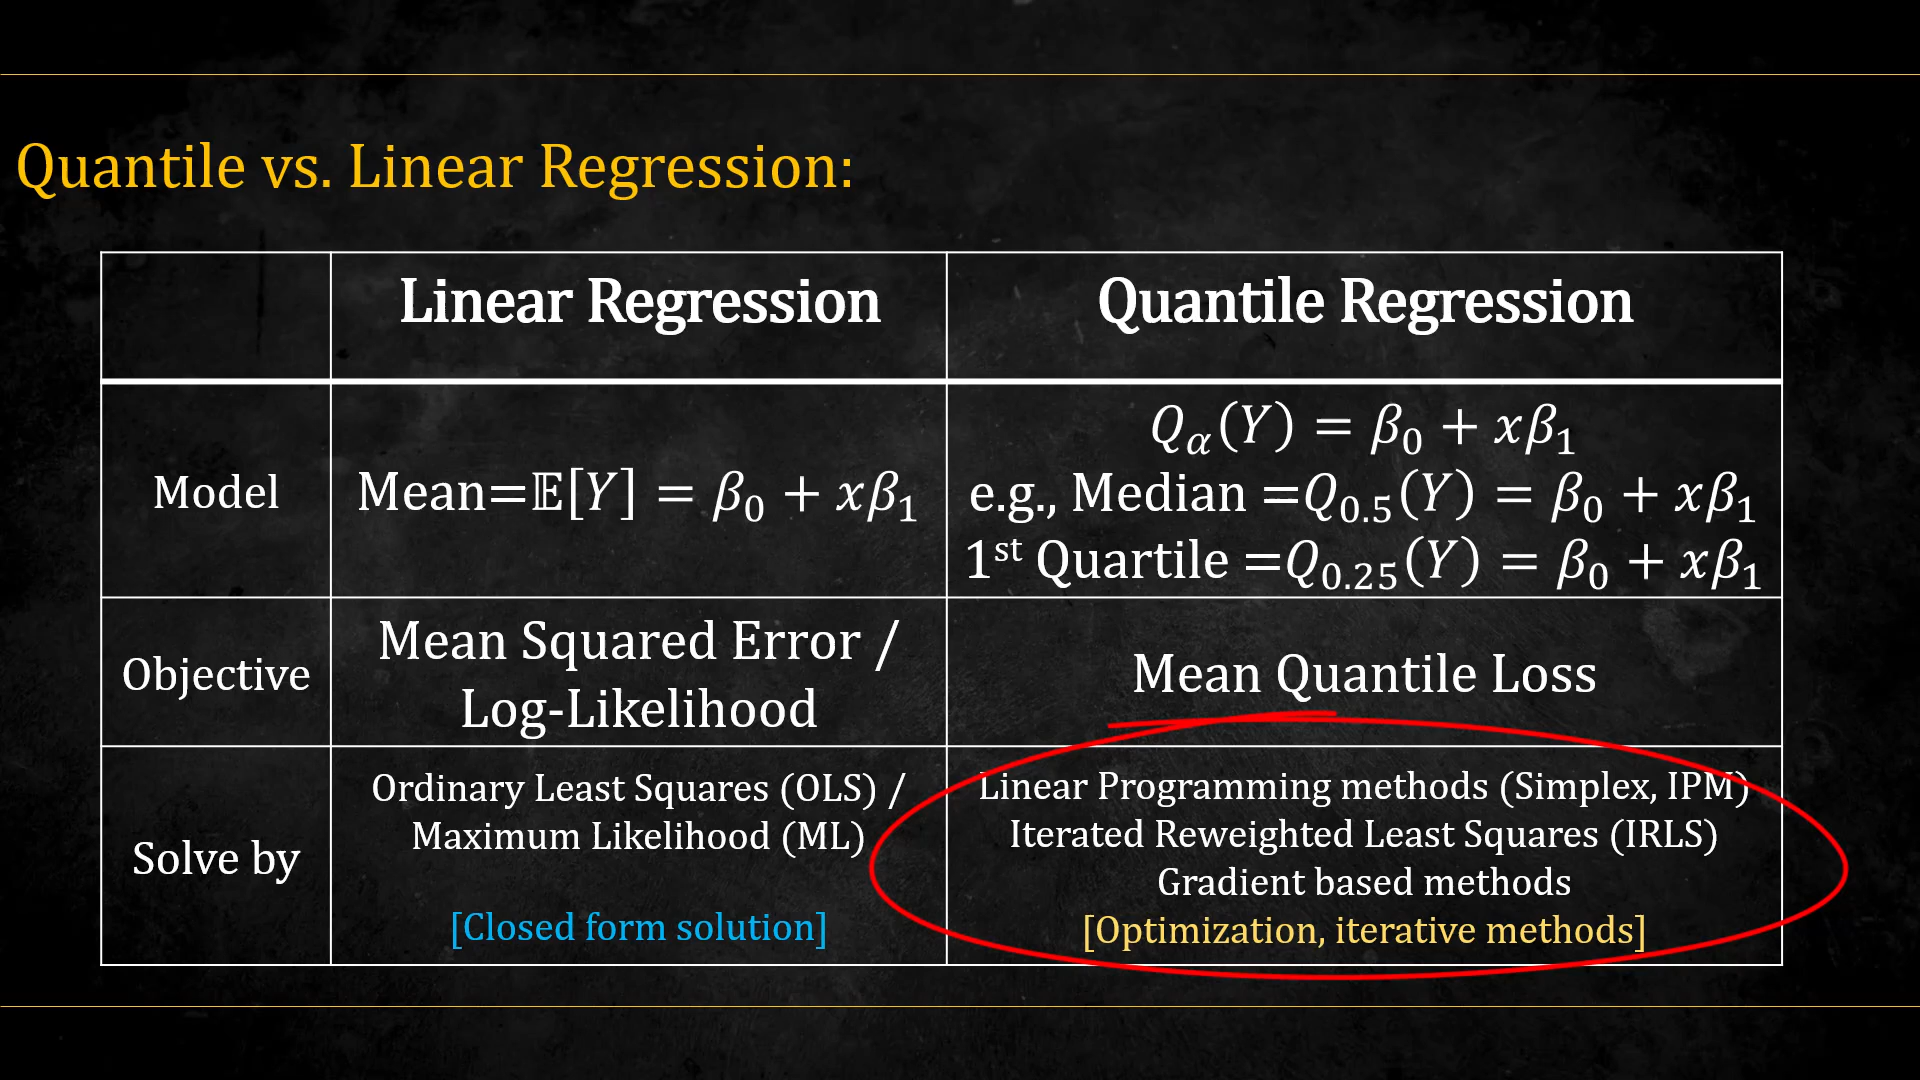 Quantile vs. Linear Regression:
Linear Regression
Quantile Regression
Model
Mean=𝔼[Y] = β₀ + xβ₁
Q_α(Y) = β₀ + xβ₁
e.g., Median =Q₀.₅(Y) = β₀ + xβ₁
1ˢᵗ Quartile =Q₀.₂₅(Y) = β₀ + xβ₁
Objective
Mean Squared Error /
Log-Likelihood
Mean Quantile Loss
Solve by
Ordinary Least Squares (OLS) /
Maximum Likelihood (ML)
[Closed form solution]
Linear Programming methods (Simplex, IPM)
Iterated Reweighted Least Squares (IRLS)
Gradient based methods
[Optimization, iterative methods]